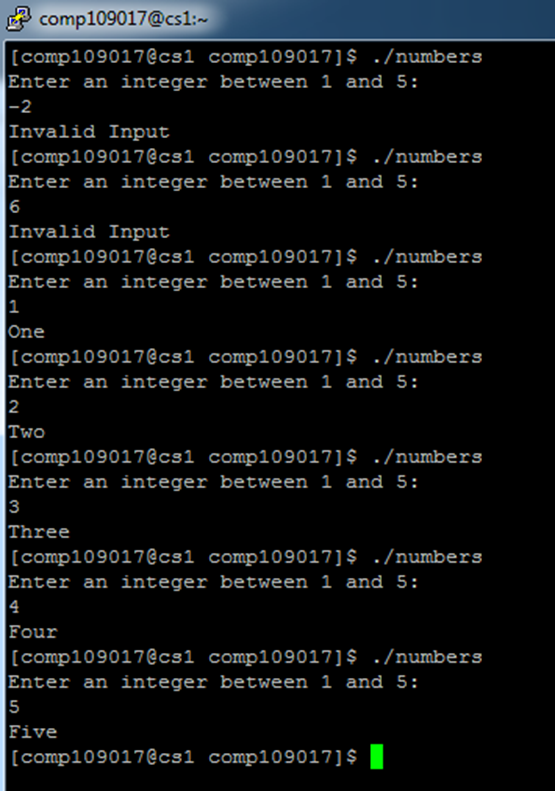 comp109017@cs1:~
[comp109017@cs1 comp109017]$ ./numbers
Enter an integer between 1 and 5:
-2
Invalid Input
[comp109017@cs1 comp109017]$ ./numbers
Enter an integer between 1 and 5:
6
Invalid Input
[comp109017@cs1 comp109017]$ ./numbers
Enter an integer between 1 and 5:
1
One
[comp109017@cs1 comp109017]$ ./numbers
Enter an integer between 1 and 5:
2
Two
[comp109017@cs1 comp109017]$ ./numbers
Enter an integer between 1 and 5:
3
Three
[comp109017@cs1 comp109017]$ ./numbers
Enter an integer between 1 and 5:
4
Four
[comp109017@cs1 comp109017]$ ./numbers
Enter an integer between 1 and 5:
5
Five
[comp109017@cs1 comp109017]$